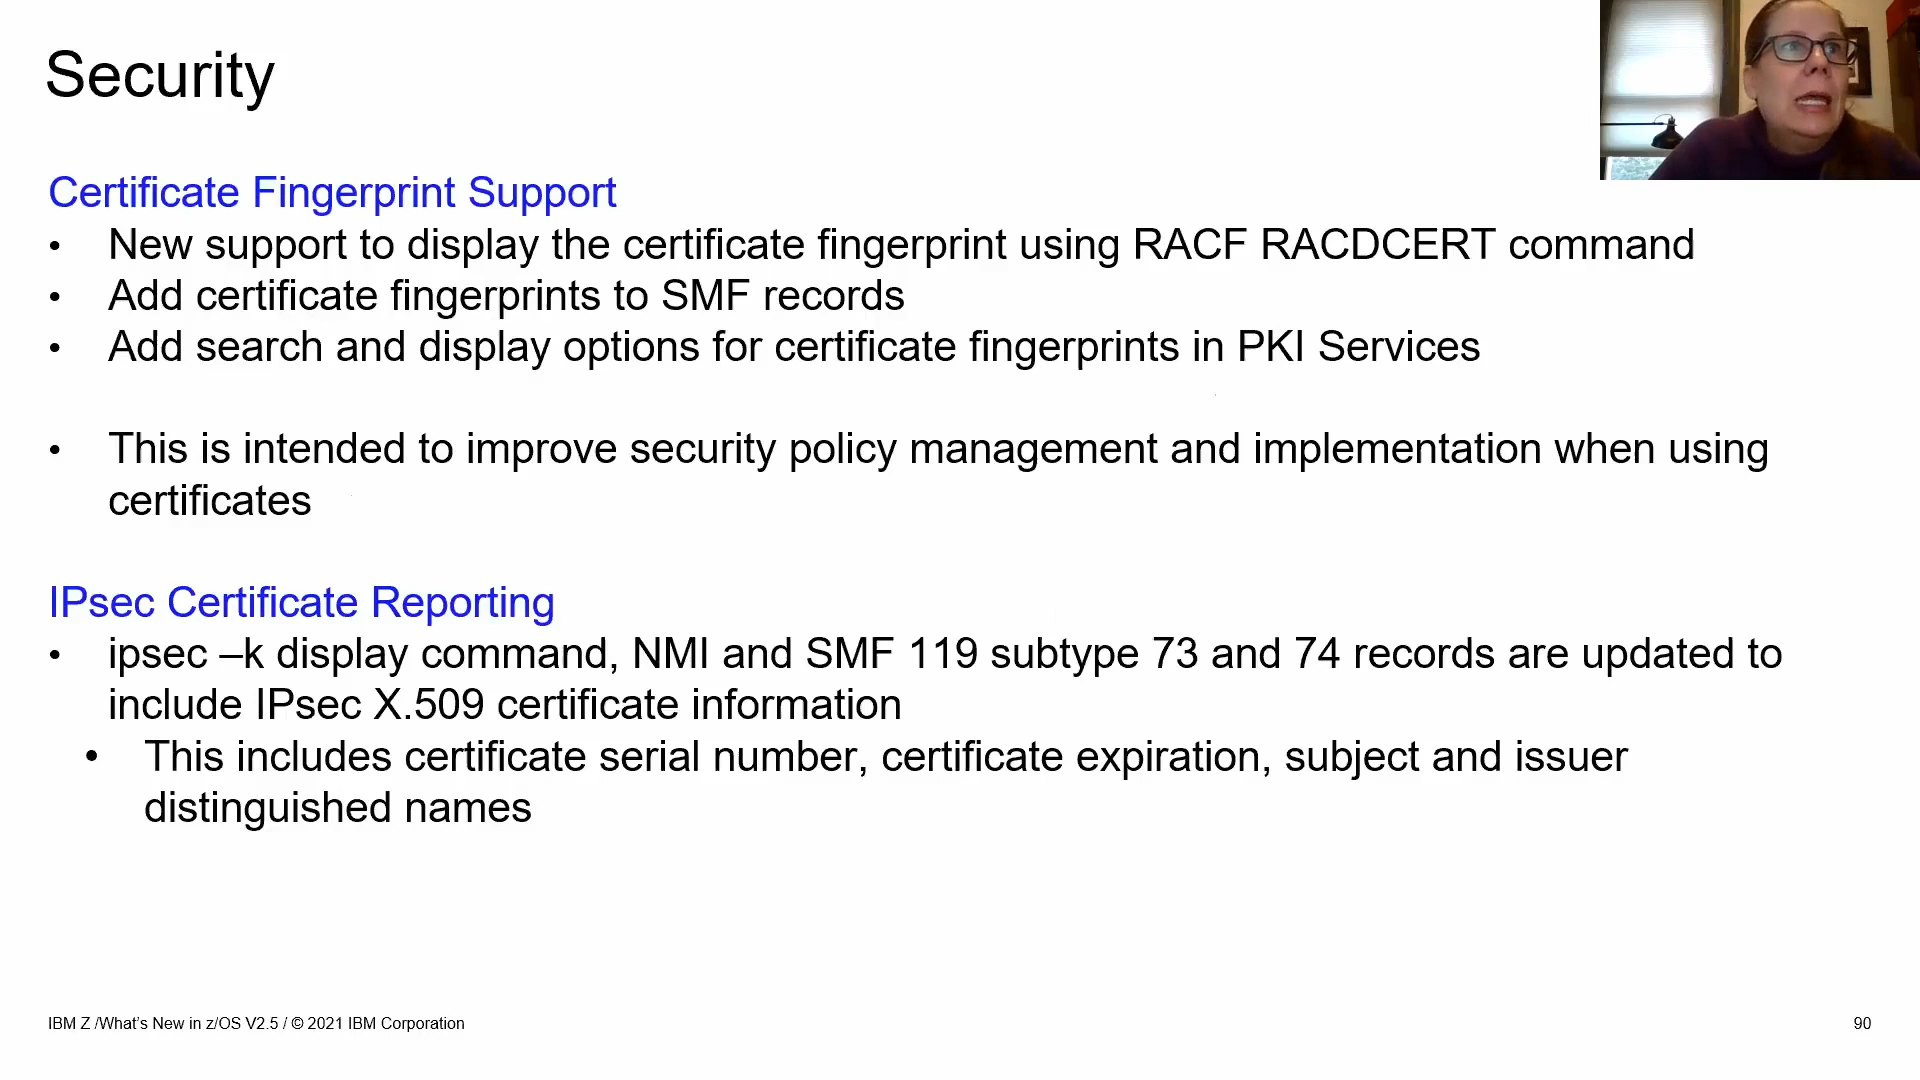 Security
Certificate Fingerprint Support
• New support to display the certificate fingerprint using RACF RACDCERT command
• Add certificate fingerprints to SMF records
• Add search and display options for certificate fingerprints in PKI Services
• This is intended to improve security policy management and implementation when using
certificates
IPsec Certificate Reporting
• ipsec –k display command, NMI and SMF 119 subtype 73 and 74 records are updated to
include IPsec X.509 certificate information
• This includes certificate serial number, certificate expiration, subject and issuer
distinguished names
IBM Z /What’s New in z/OS V2.5 / © 2021 IBM Corporation
90